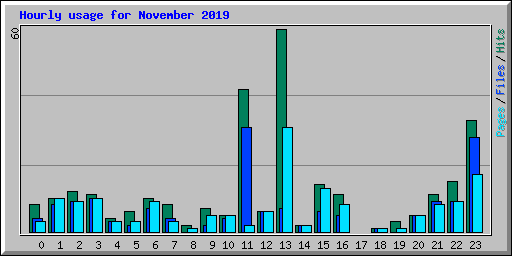 Hourly usage for November 2019
60
Pages/Files/Hits
0 1 2 3 4 5 6 7 8 9 10 11 12 13 14 15 16 17 18 19 20 21 22 23